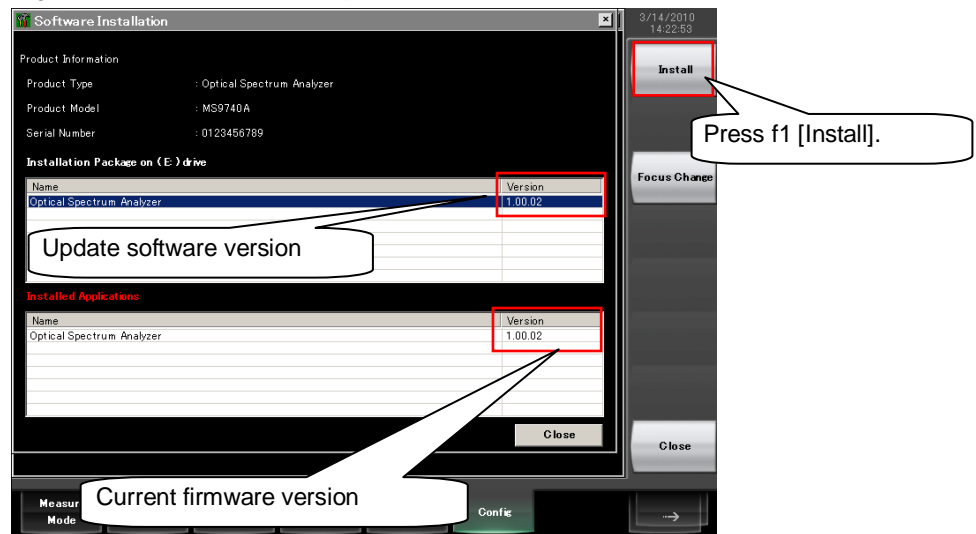 Software Installation
3/14/2010
14:22:53
Product Information
Product Type : Optical Spectrum Analyzer
Product Model : MS9740A
Serial Number : 0123456789
Install
Press f1 [Install].
Installation Package on (E:) drive
Focus Change
Name Version
Optical Spectrum Analyzer 1.00.02
Update software version
Installed Applications
Name Version
Optical Spectrum Analyzer 1.00.02
Close
Close
Current firmware version
Measur
Mode
Config